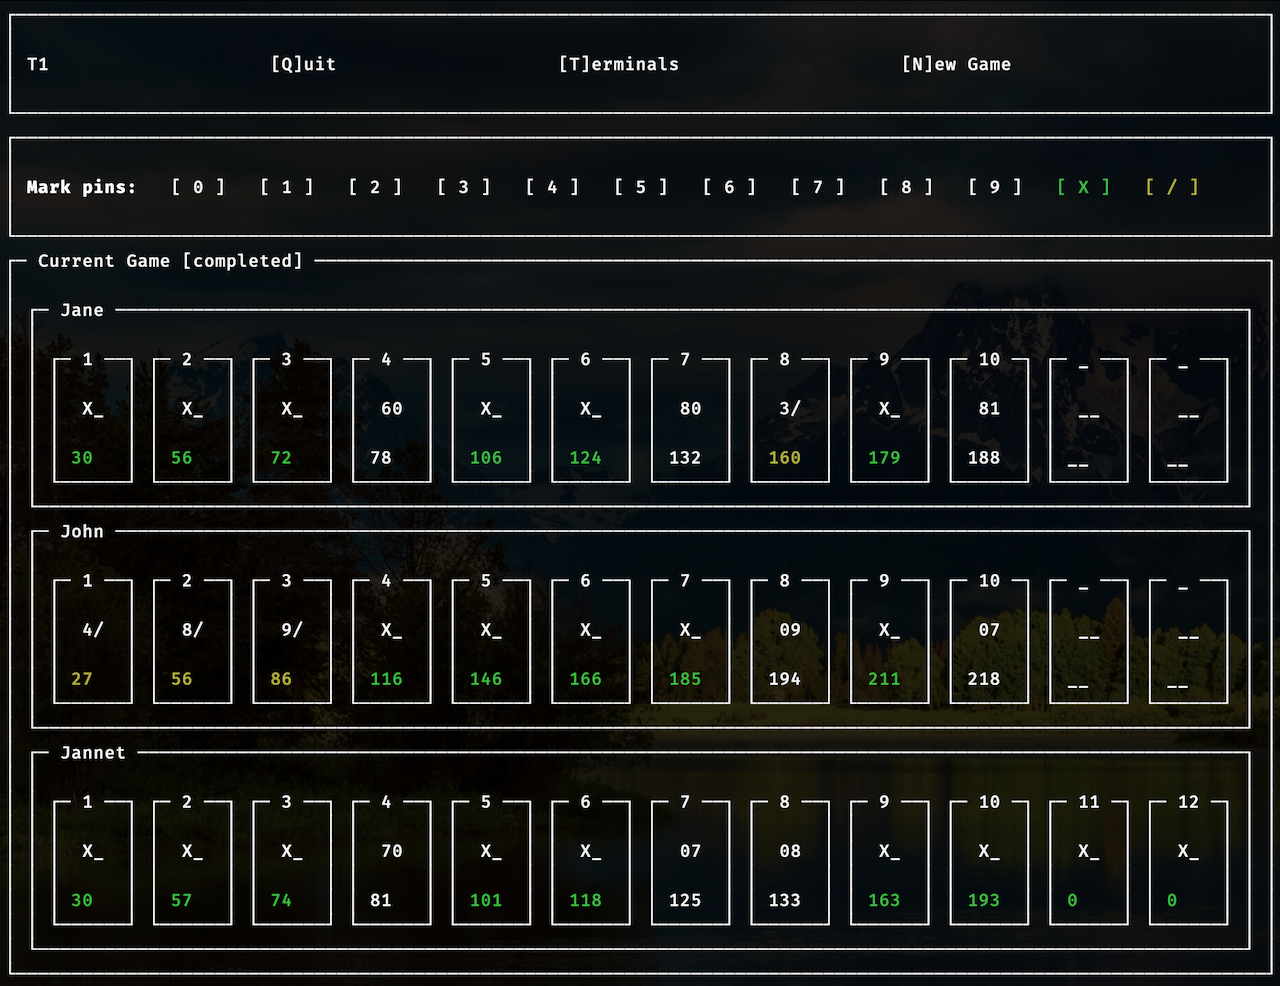 T1 [Q]uit [T]erminals [N]ew Game
Mark pins: [ 0 ] [ 1 ] [ 2 ] [ 3 ] [ 4 ] [ 5 ] [ 6 ] [ 7 ] [ 8 ] [ 9 ] [ X ] [ / ]
Current Game [completed]
Jane
1 2 3 4 5 6 7 8 9 10 _ _
X_ X_ X_ 60 X_ X_ 80 3/ X_ 81 __ __
30 56 72 78 106 124 132 160 179 188 __ __
John
1 2 3 4 5 6 7 8 9 10 _ _
4/ 8/ 9/ X_ X_ X_ X_ 09 X_ 07 __ __
27 56 86 116 146 166 185 194 211 218 __ __
Jannet
1 2 3 4 5 6 7 8 9 10 11 12
X_ X_ X_ 70 X_ X_ 07 08 X_ X_ X_ X_
30 57 74 81 101 118 125 133 163 193 0 0